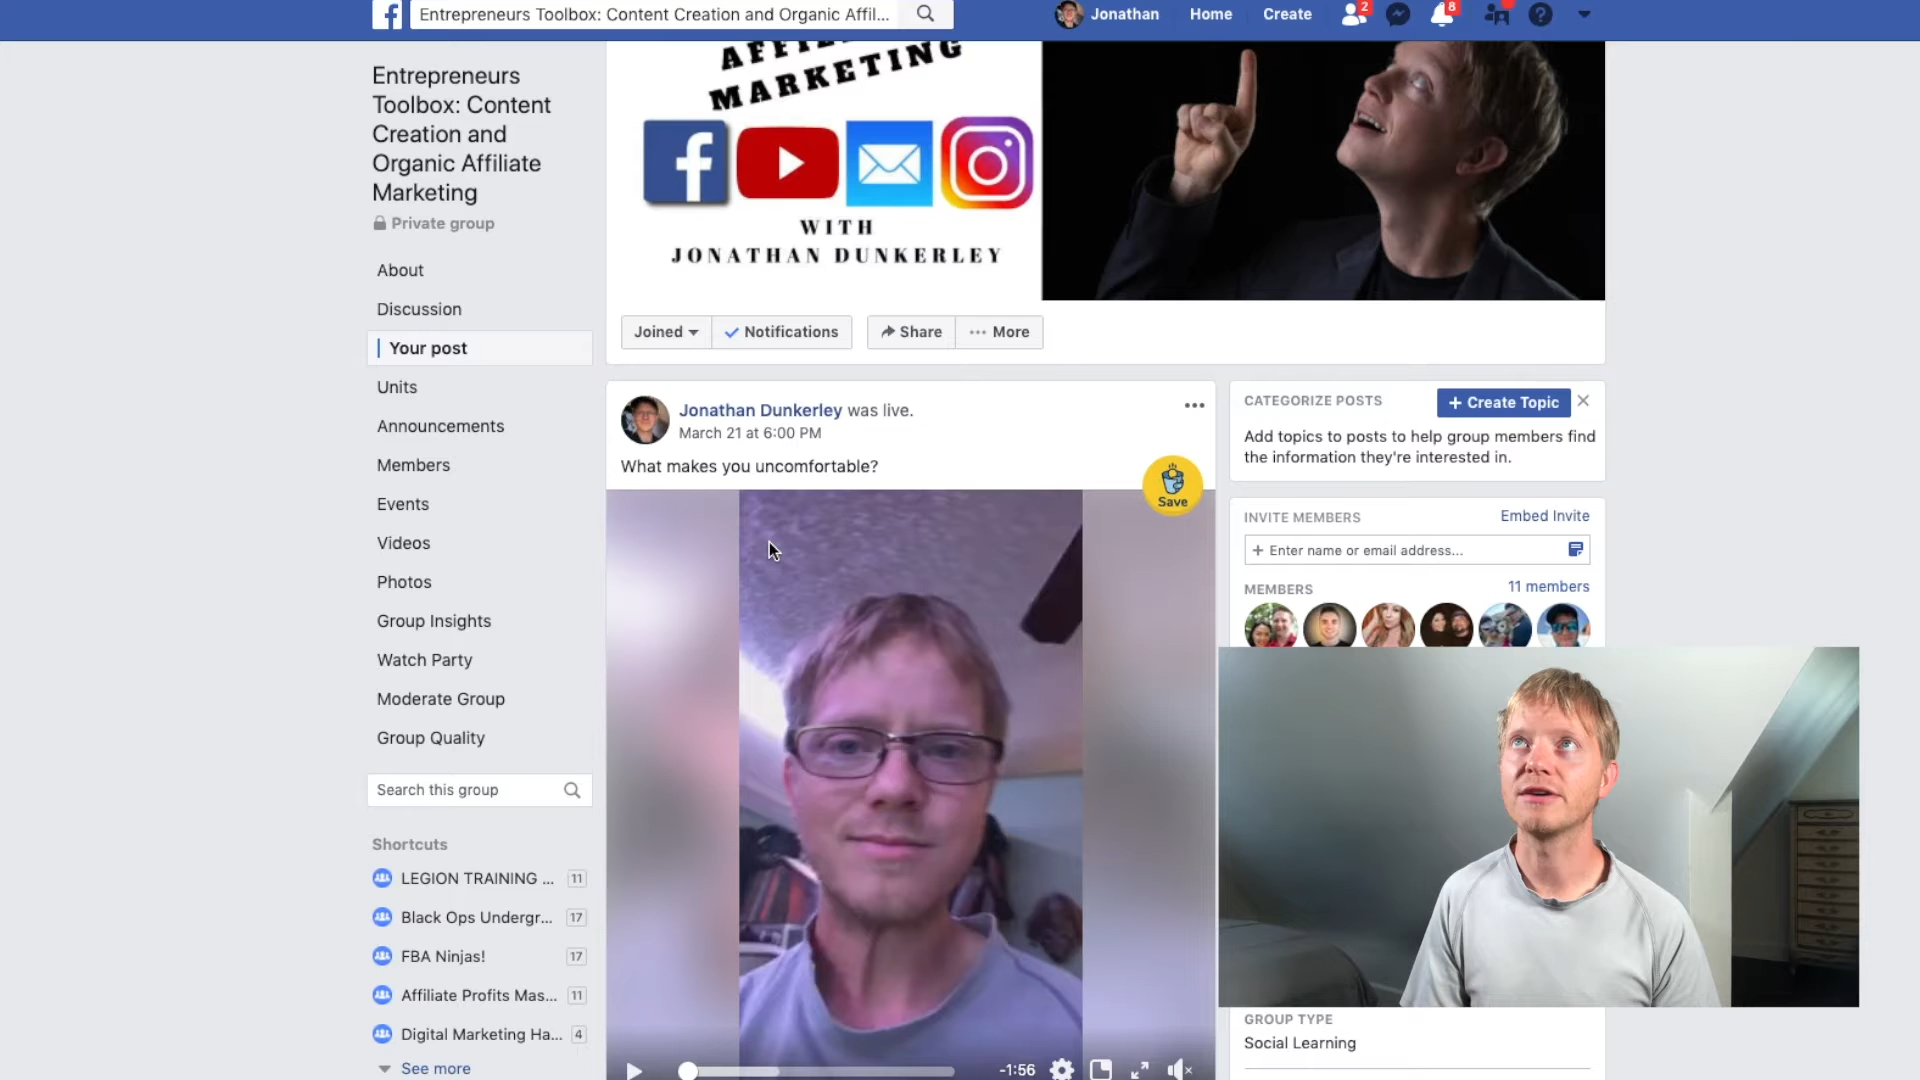 Entrepreneurs Toolbox: Content Creation and Organic Affil...
Jonathan
Home
Create
2
8
Entrepreneurs
Toolbox: Content
Creation and
Organic Affiliate
Marketing
Private group
About
Discussion
Your post
Units
Announcements
Members
Events
Videos
Photos
Group Insights
Watch Party
Moderate Group
Group Quality
Search this group
Shortcuts
LEGION TRAINING ... 11
Black Ops Undergr... 17
FBA Ninjas! 17
Affiliate Profits Mas... 11
Digital Marketing Ha... 4
See more
MARKETING
WITH
JONATHAN DUNKERLEY
Joined
Notifications
Share
More
Jonathan Dunkerley was live.
March 21 at 6:00 PM
What makes you uncomfortable?
Save
-1:56
CATEGORIZE POSTS
+ Create Topic
Add topics to posts to help group members find
the information they're interested in.
INVITE MEMBERS
Embed Invite
+ Enter name or email address...
MEMBERS
11 members
GROUP TYPE
Social Learning